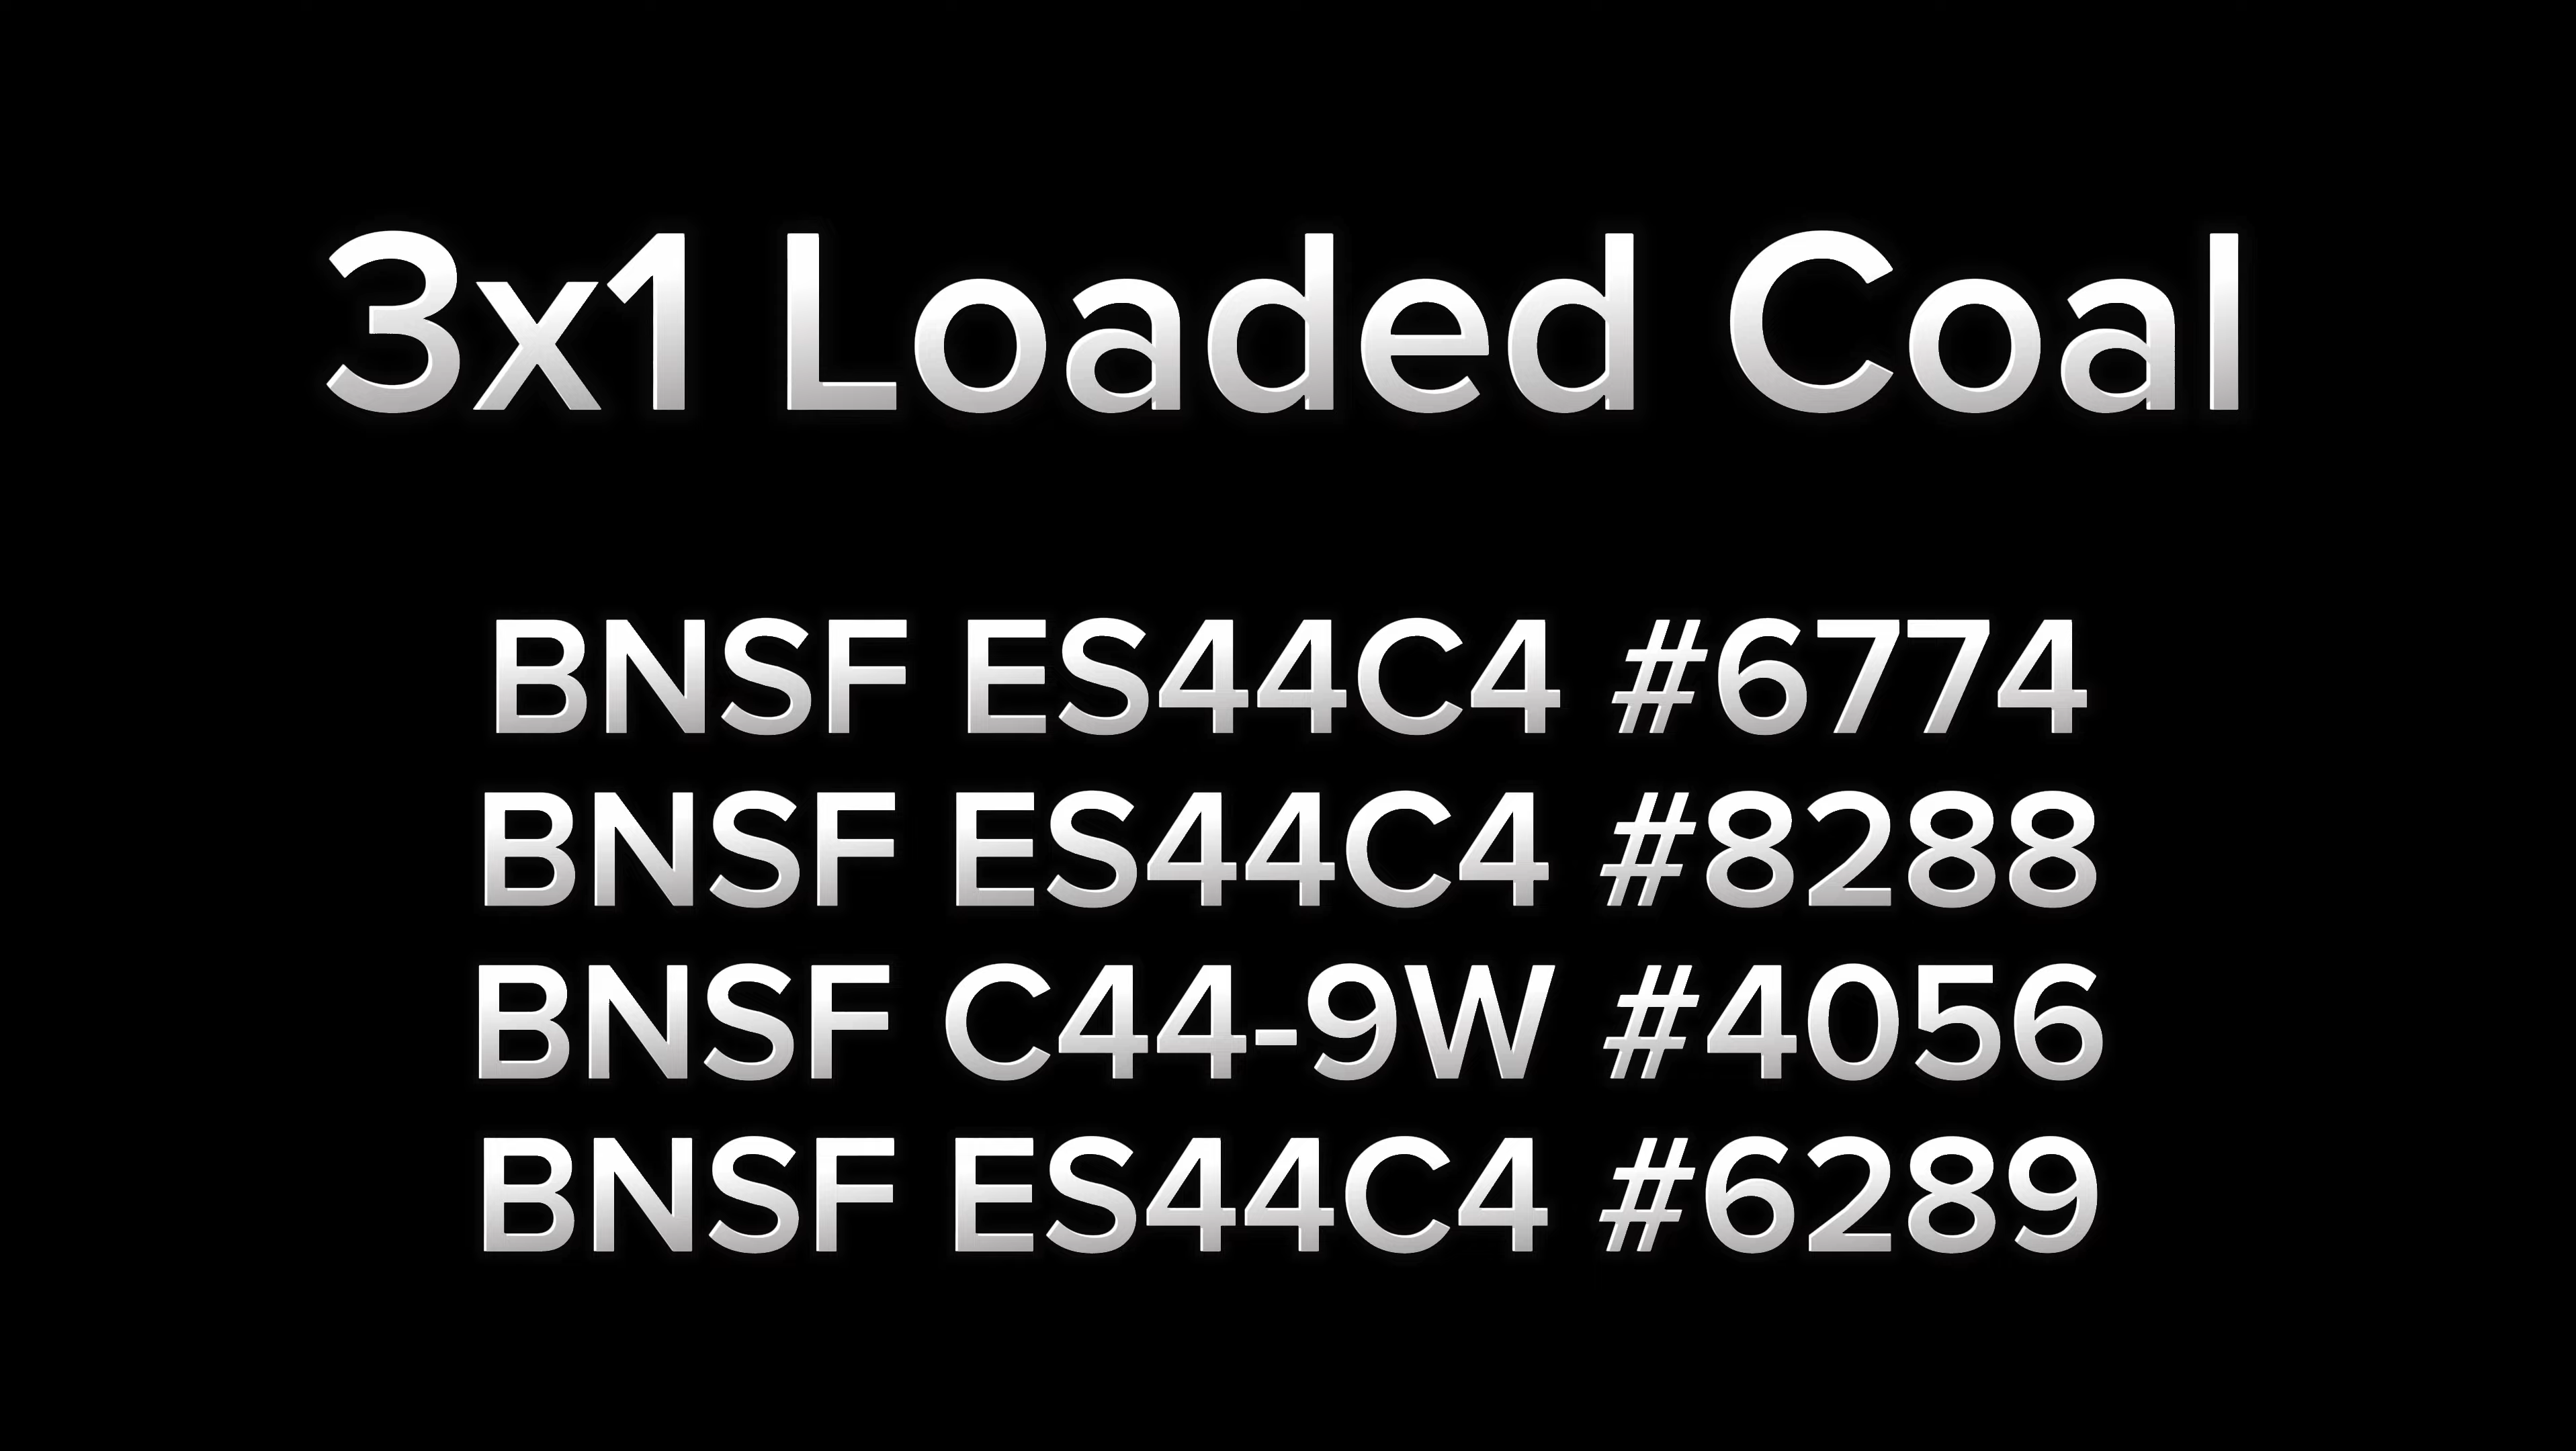 3x1 Loaded Coal
BNSF ES44C4 #6774
BNSF ES44C4 #8288
BNSF C44-9W #4056
BNSF ES44C4 #6289